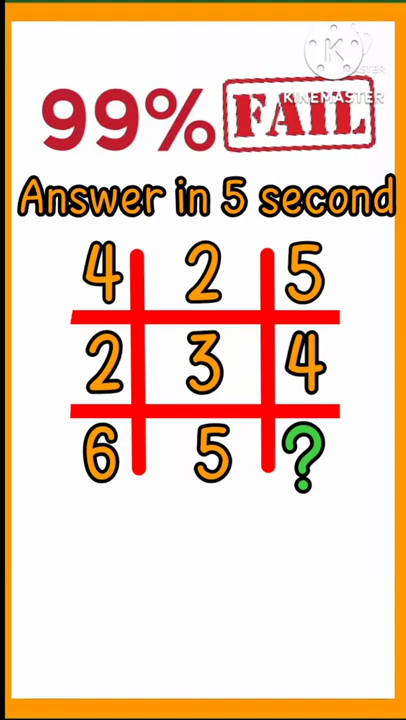 99% FAIL
KINEMASTER
Answer in 5 second
4 2 5
2 3 4
6 5 ?